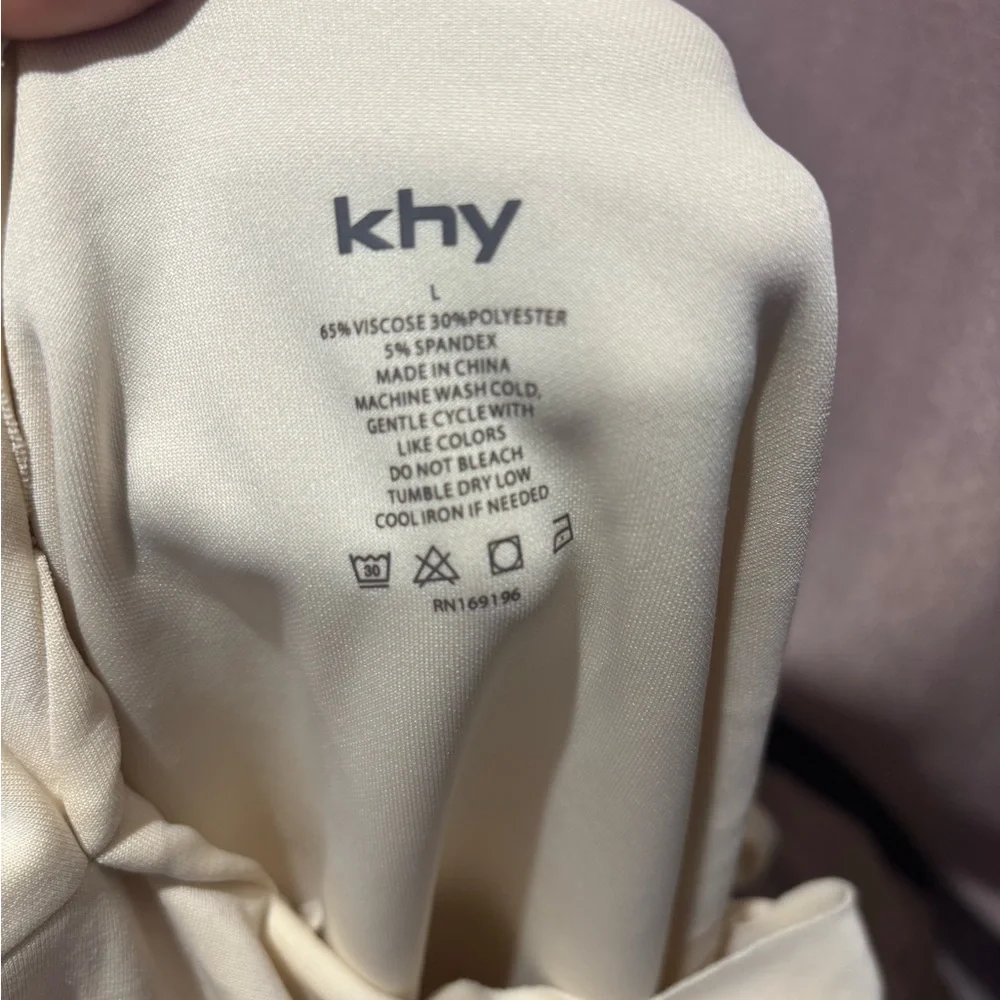 khy
L
65% VISCOSE 30%POLYESTER
5% SPANDEX
MADE IN CHINA
MACHINE WASH COLD,
GENTLE CYCLE WITH
LIKE COLORS
DO NOT BLEACH
TUMBLE DRY LOW
COOL IRON IF NEEDED
30
RN169196